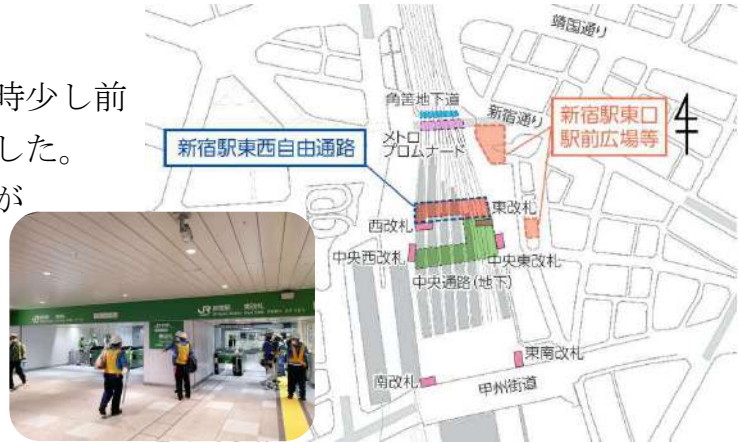 時少し前
した。
が
靖国通り
角筈地下道
新宿通り
新宿駅東口
駅前広場等
メトロ
プロムナード
新宿駅東西自由通路
東改札
西改札
中央西改札
中央東改札
中央通路(地下)
東南改札
南改札
甲州街道
JR 新宿駅 東改札